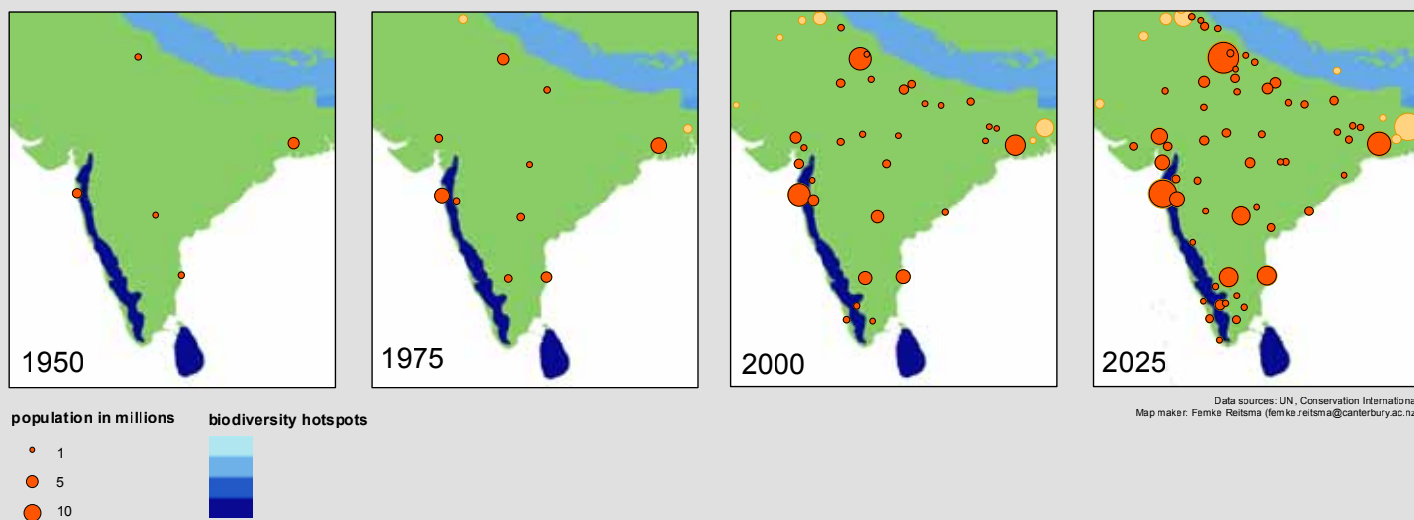 1950
1975
2000
2025
Data sources: UN, Conservation Internationa
Map maker: Femke Reitsma (femke.reitsma@canterbury.ac.nz
population in millions
biodiversity hotspots
1
5
10